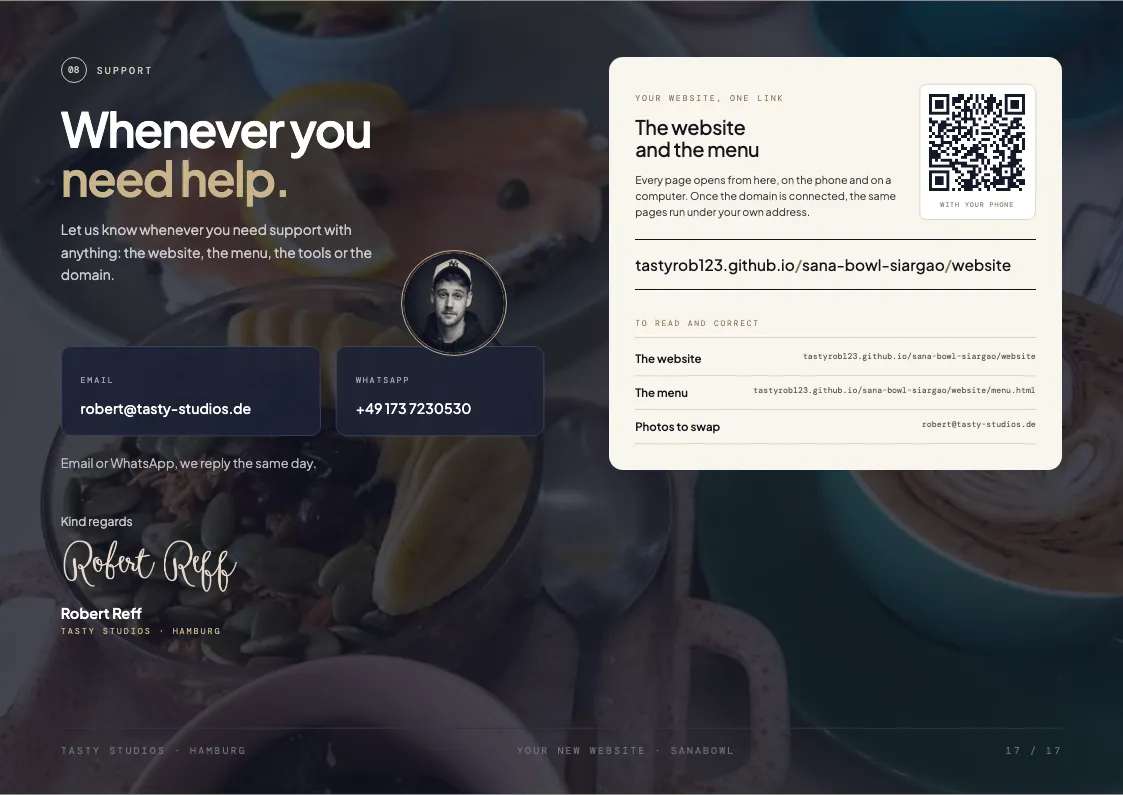 08 SUPPORT
Whenever you
need help.
Let us know whenever you need support with
anything: the website, the menu, the tools or the
domain.
EMAIL
robert@tasty-studios.de
WHATSAPP
+49 173 7230530
Email or WhatsApp, we reply the same day.
Kind regards
Robert Reff
Robert Reff
TASTY STUDIOS · HAMBURG
YOUR WEBSITE, ONE LINK
The website
and the menu
Every page opens from here, on the phone and on a
computer. Once the domain is connected, the same
pages run under your own address.
WITH YOUR PHONE
tastyrob123.github.io/sana-bowl-siargao/website
TO READ AND CORRECT
The website tastyrob123.github.io/sana-bowl-siargao/website
The menu tastyrob123.github.io/sana-bowl-siargao/website/menu.html
Photos to swap robert@tasty-studios.de
TASTY STUDIOS · HAMBURG
YOUR NEW WEBSITE · SANABOWL
17 / 17